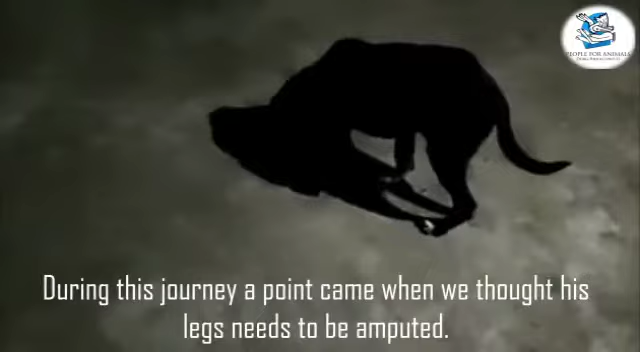 PEOPLE FOR ANIMALS
During this journey a point came when we thought his
legs needs to be amputed.